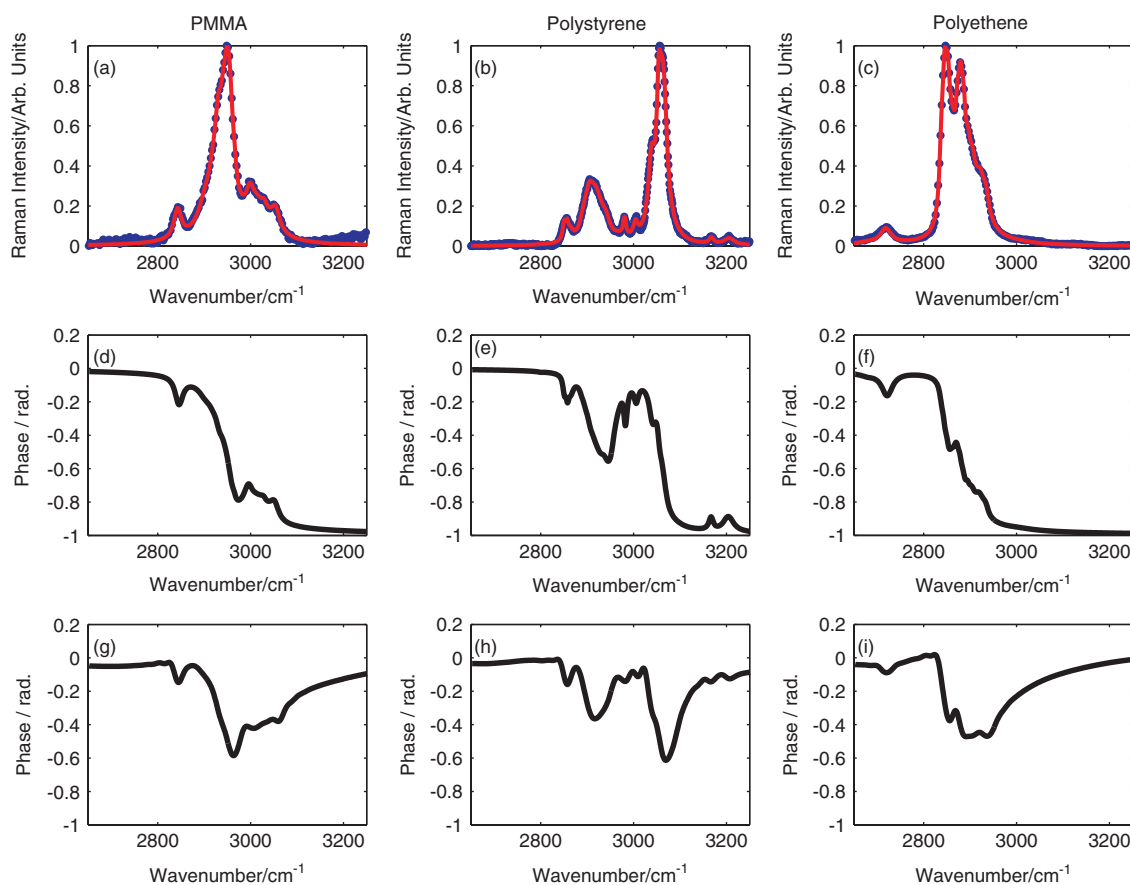 PMMA
Polystyrene
Polyethene
Raman Intensity/Arb. Units
(a)
1
0.8
0.6
0.4
0.2
0
2800 3000 3200
Wavenumber/cm-1
Raman Intensity/Arb. Units
(b)
1
0.8
0.6
0.4
0.2
0
2800 3000 3200
Wavenumber/cm-1
Raman Intensity/Arb. Units
(c)
1
0.8
0.6
0.4
0.2
0
2800 3000 3200
Wavenumber/cm-1
Phase / rad.
(d)
0.2
0
-0.2
-0.4
-0.6
-0.8
-1
2800 3000 3200
Wavenumber/cm-1
Phase / rad.
(e)
0.2
0
-0.2
-0.4
-0.6
-0.8
-1
2800 3000 3200
Wavenumber/cm-1
Phase / rad.
(f)
0.2
0
-0.2
-0.4
-0.6
-0.8
-1
2800 3000 3200
Wavenumber/cm-1
Phase / rad.
(g)
0.2
0
-0.2
-0.4
-0.6
-0.8
-1
2800 3000 3200
Wavenumber/cm-1
Phase / rad.
(h)
0.2
0
-0.2
-0.4
-0.6
-0.8
-1
2800 3000 3200
Wavenumber/cm-1
Phase / rad.
(i)
0.2
0
-0.2
-0.4
-0.6
-0.8
-1
2800 3000 3200
Wavenumber/cm-1